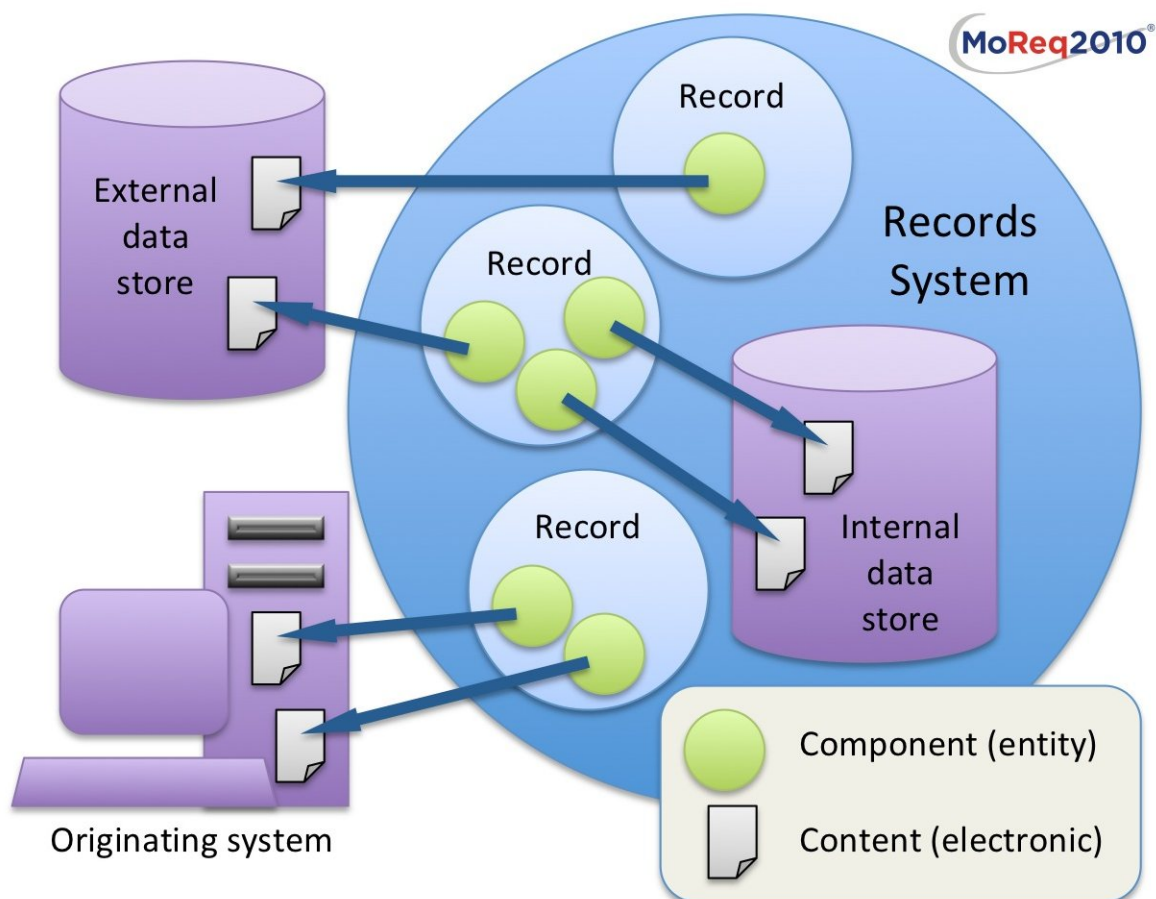 MoReq2010®
Record
External
data
store
Records
System
Record
Record
Internal
data
store
Originating system
Component (entity)
Content (electronic)